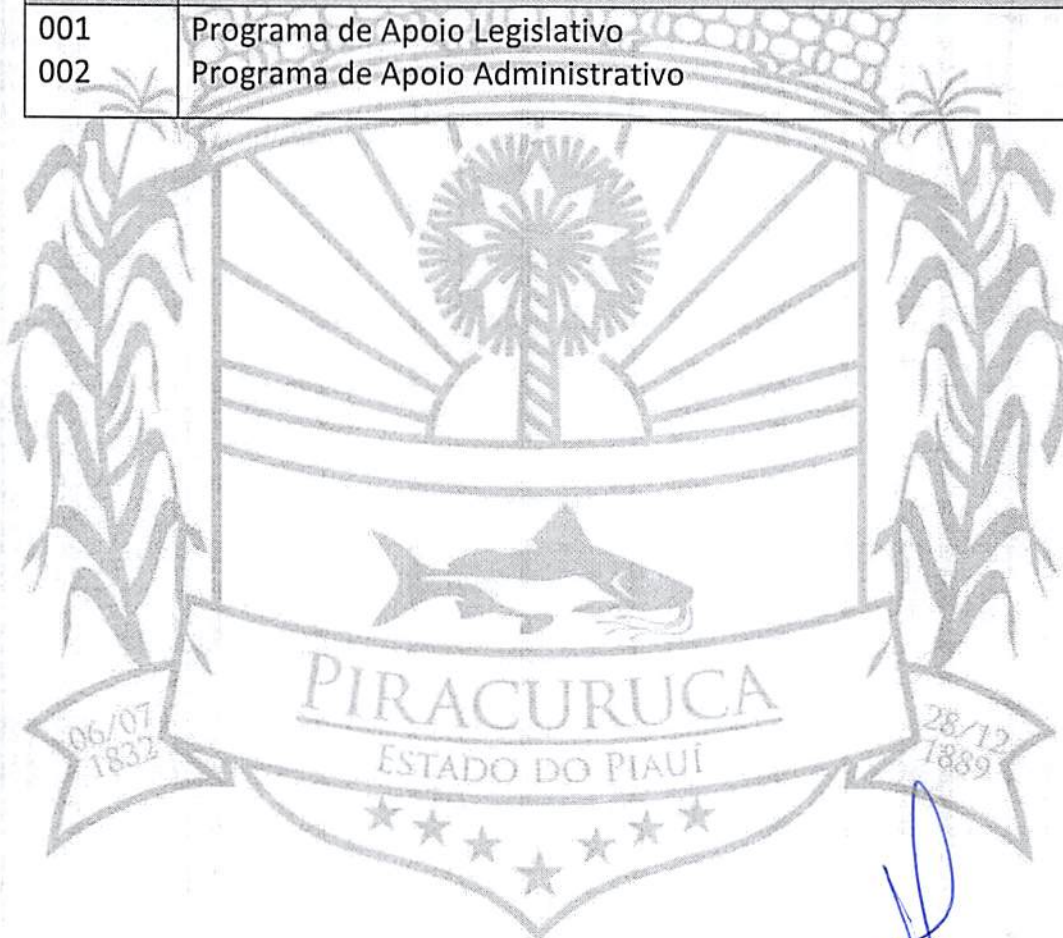 001 Programa de Apoio Legislativo
002 Programa de Apoio Administrativo
PIRACURUCA
ESTADO DO PIAUÍ
06/07
1832
28/12
1889